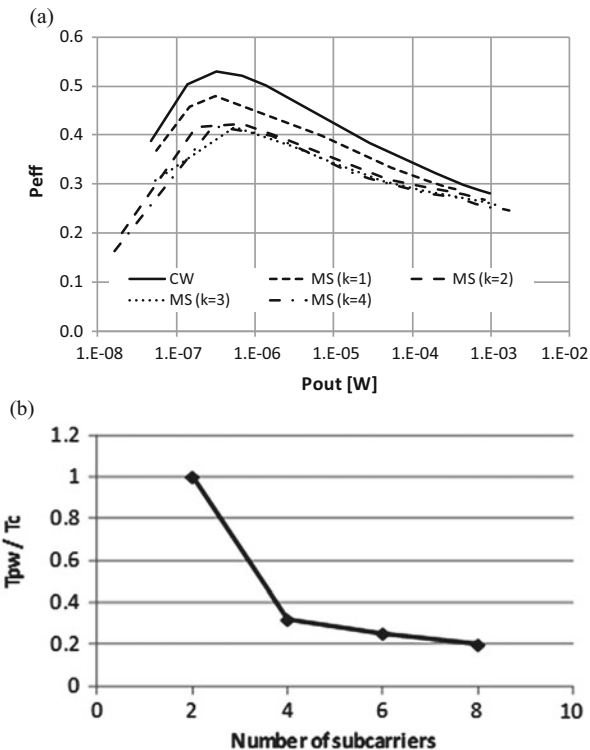 (a)
0.6
0.5
0.4
0.3
0.2
0.1
0.0
Peff
CW MS (k=1) MS (k=2)
MS (k=3) MS (k=4)
1.E-08 1.E-07 1.E-06 1.E-05 1.E-04 1.E-03 1.E-02
Pout [W]
(b)
1.2
1
0.8
0.6
0.4
0.2
0
Tpw / Tc
0 2 4 6 8 10
Number of subcarriers